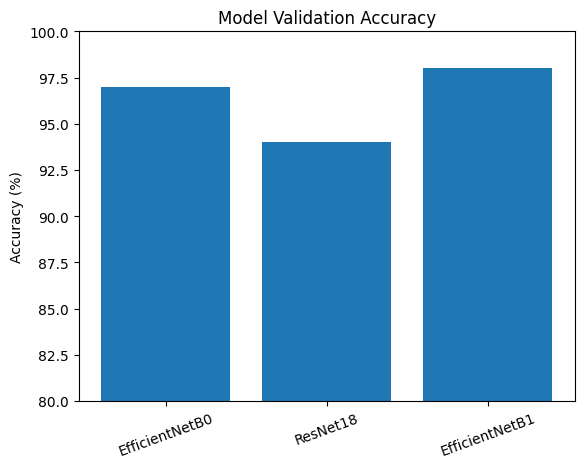 Model Validation Accuracy
Accuracy (%)
100.0
97.5
95.0
92.5
90.0
87.5
85.0
82.5
80.0
EfficientNetB0
ResNet18
EfficientNetB1